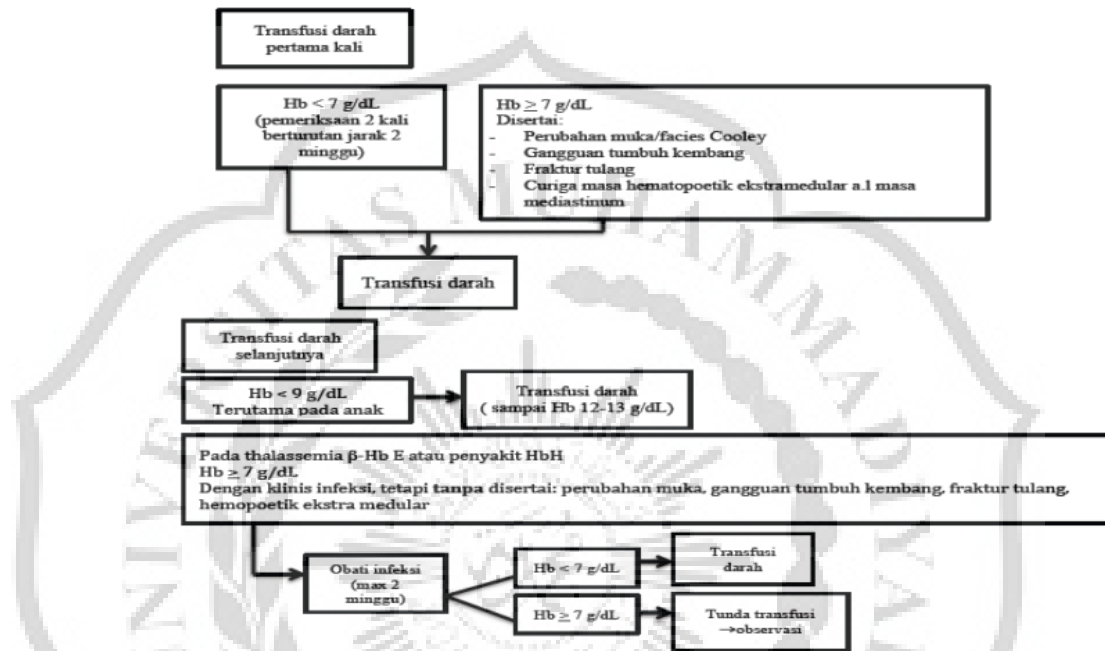 Transfusi darah
pertama kali
Hb < 7 g/dL
(pemeriksaan 2 kali
berturutan jarak 2
minggu)
Hb ≥ 7 g/dL
Disertai:
- Perubahan muka/facies Cooley
- Gangguan tumbuh kembang
- Fraktur tulang
- Curiga masa hematopoetik ekstramedular a.l masa
mediastinum
Transfusi darah
Transfusi darah
selanjutnya
Hb < 9 g/dL
Terutama pada anak
Transfusi darah
( sampai Hb 12-13 g/dL)
Pada thalassemia β-Hb E atau penyakit HbH
Hb ≥ 7 g/dL
Dengan klinis infeksi, tetapi tanpa disertai: perubahan muka, gangguan tumbuh kembang, fraktur tulang,
hemopoetik ekstra medular
Obati infeksi
(max 2
minggu)
Hb < 7 g/dL
Transfusi
darah
Hb ≥ 7 g/dL
Tunda transfusi
→observasi
UNIVERSITAS MUHAMMADIYA